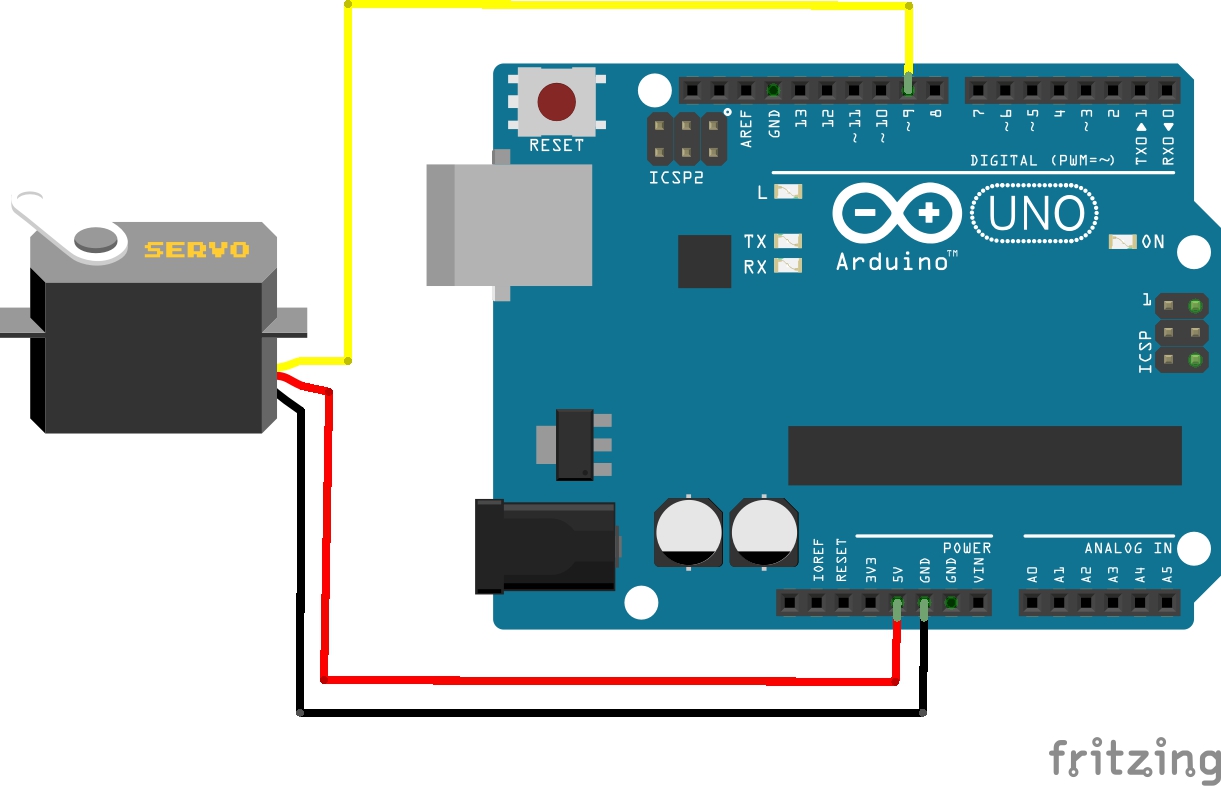 RESET
ICSP2
AREF
GND
13
12
~11
~10
~9
8
7
~6
~5
4
~3
2
TX0▶1
RX0◀0
DIGITAL (PWM=~)
L
TX
RX
UNO
Arduino™
ON
1
ICSP
SERVO
IOREF
RESET
3V3
5V
GND
GND
VIN
POWER
ANALOG IN
A0
A1
A2
A3
A4
A5
fritzing